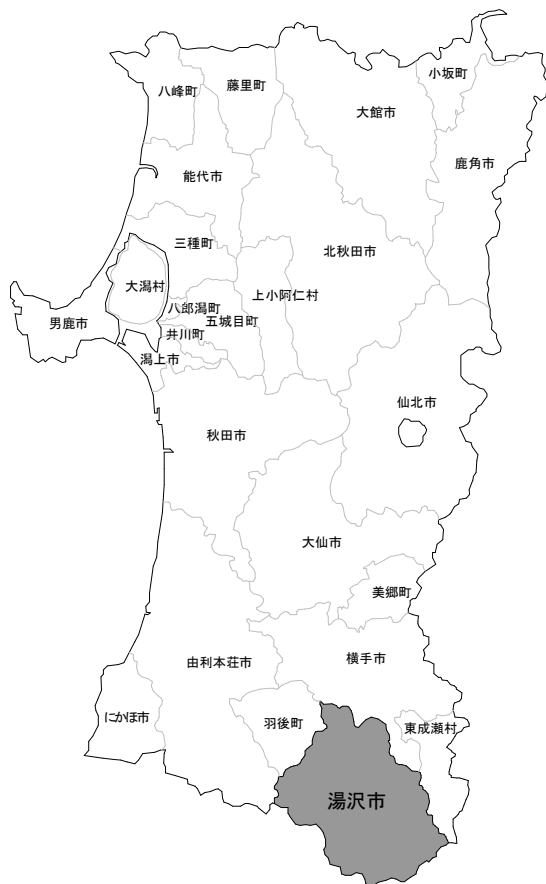 小坂町
藤里町
八峰町
大館市
鹿角市
能代市
三種町
北秋田市
大潟村
上小阿仁村
八郎潟町
男鹿市
五城目町
井川町
潟上市
仙北市
秋田市
大仙市
美郷町
由利本荘市
横手市
にかほ市
羽後町
東成瀬村
湯沢市